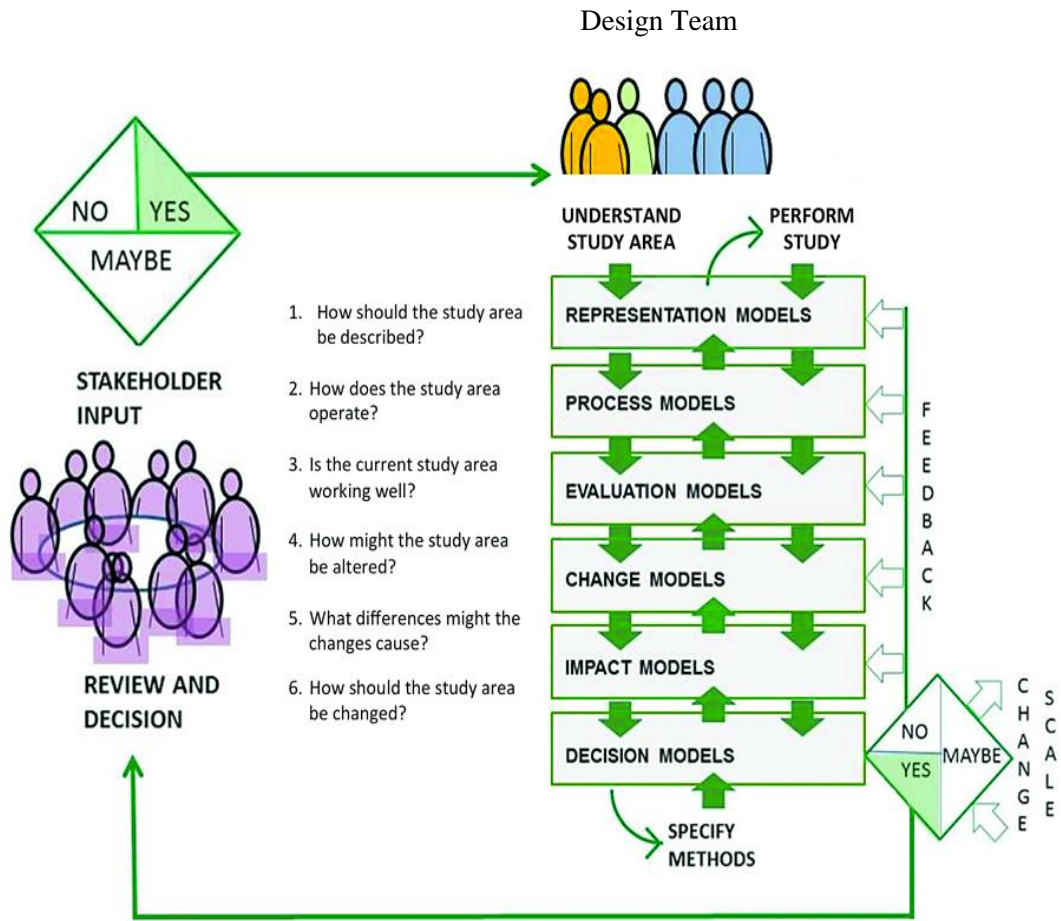 Design Team
NO
YES
MAYBE
UNDERSTAND
STUDY AREA
PERFORM
STUDY
STAKEHOLDER
INPUT
REVIEW AND
DECISION
1. How should the study area
be described?
2. How does the study area
operate?
3. Is the current study area
working well?
4. How might the study area
be altered?
5. What differences might the
changes cause?
6. How should the study area
be changed?
REPRESENTATION MODELS
PROCESS MODELS
EVALUATION MODELS
CHANGE MODELS
IMPACT MODELS
DECISION MODELS
SPECIFY
METHODS
FEEDBACK
NO
YES
MAYBE
CHANGE
SCALE